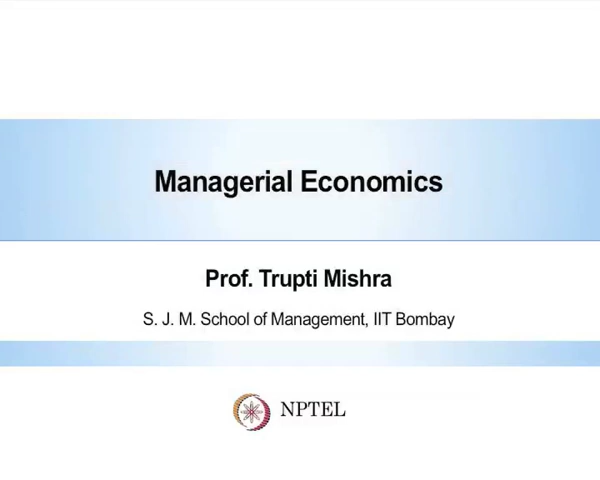 Managerial Economics
Prof. Trupti Mishra
S. J. M. School of Management, IIT Bombay
NPTEL